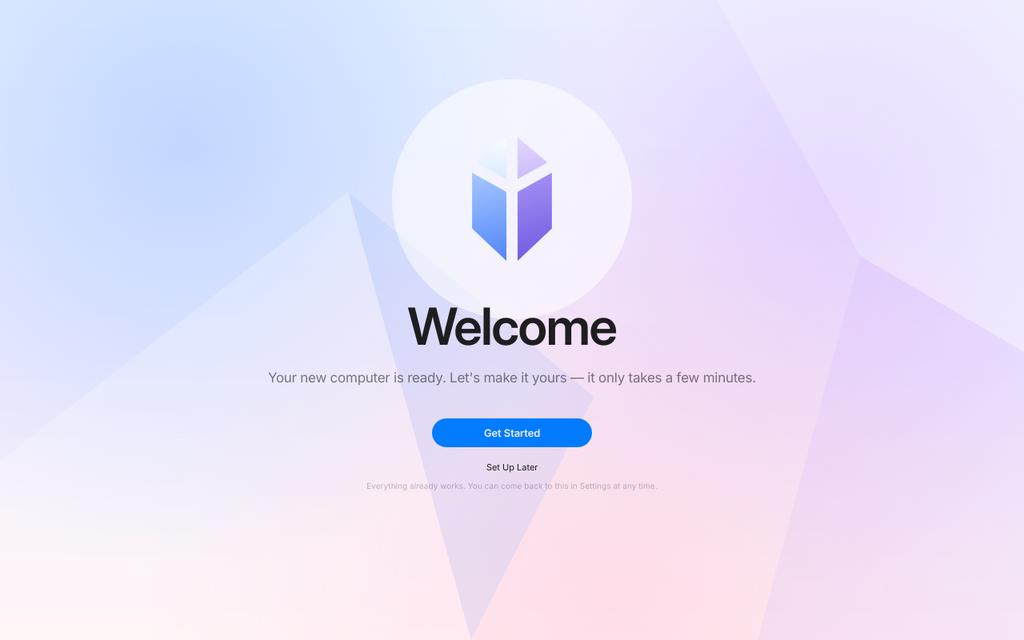 Welcome
Your new computer is ready. Let's make it yours — it only takes a few minutes.
Get Started
Set Up Later
Everything already works. You can come back to this in Settings at any time.